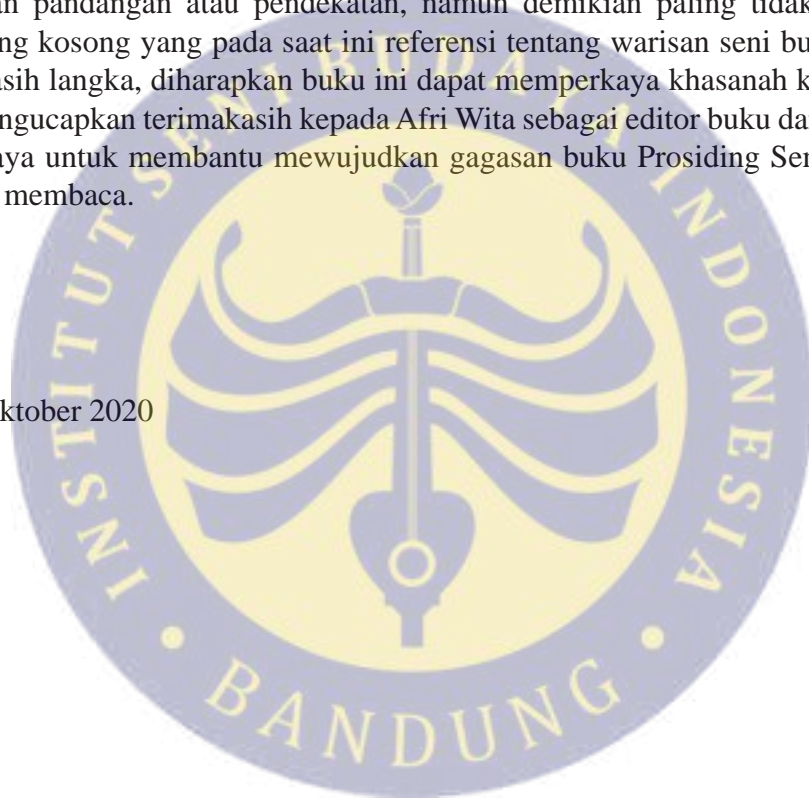 an pandangan atau pendekatan, namun demikian paling tidak
ng kosong yang pada saat ini referensi tentang warisan seni bu
asih langka, diharapkan buku ini dapat memperkaya khasanah k
ngucapkan terimakasih kepada Afri Wita sebagai editor buku da
aya untuk membantu mewujudkan gagasan buku Prosiding Se
membaca.
ktober 2020
INSTITUT SENI BUDAYA INDONESIA
• BANDUNG •